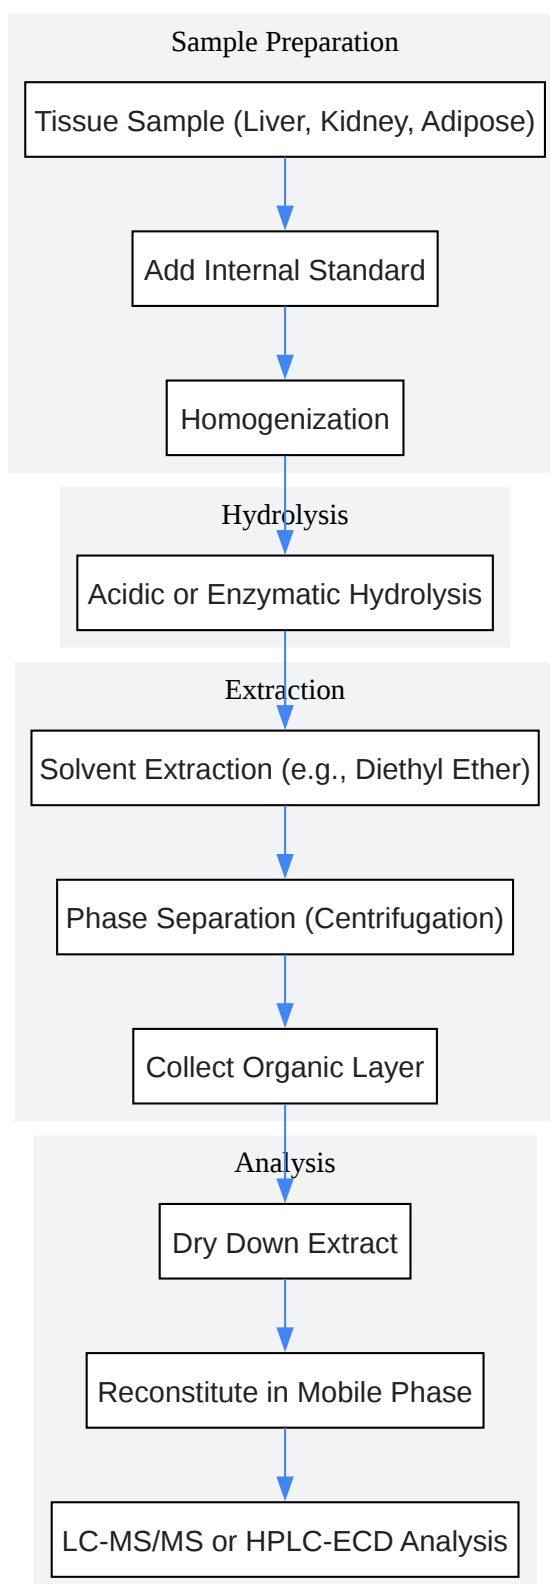 Sample Preparation
Tissue Sample (Liver, Kidney, Adipose)
Add Internal Standard
Homogenization
Hydrolysis
Acidic or Enzymatic Hydrolysis
Extraction
Solvent Extraction (e.g., Diethyl Ether)
Phase Separation (Centrifugation)
Collect Organic Layer
Analysis
Dry Down Extract
Reconstitute in Mobile Phase
LC-MS/MS or HPLC-ECD Analysis